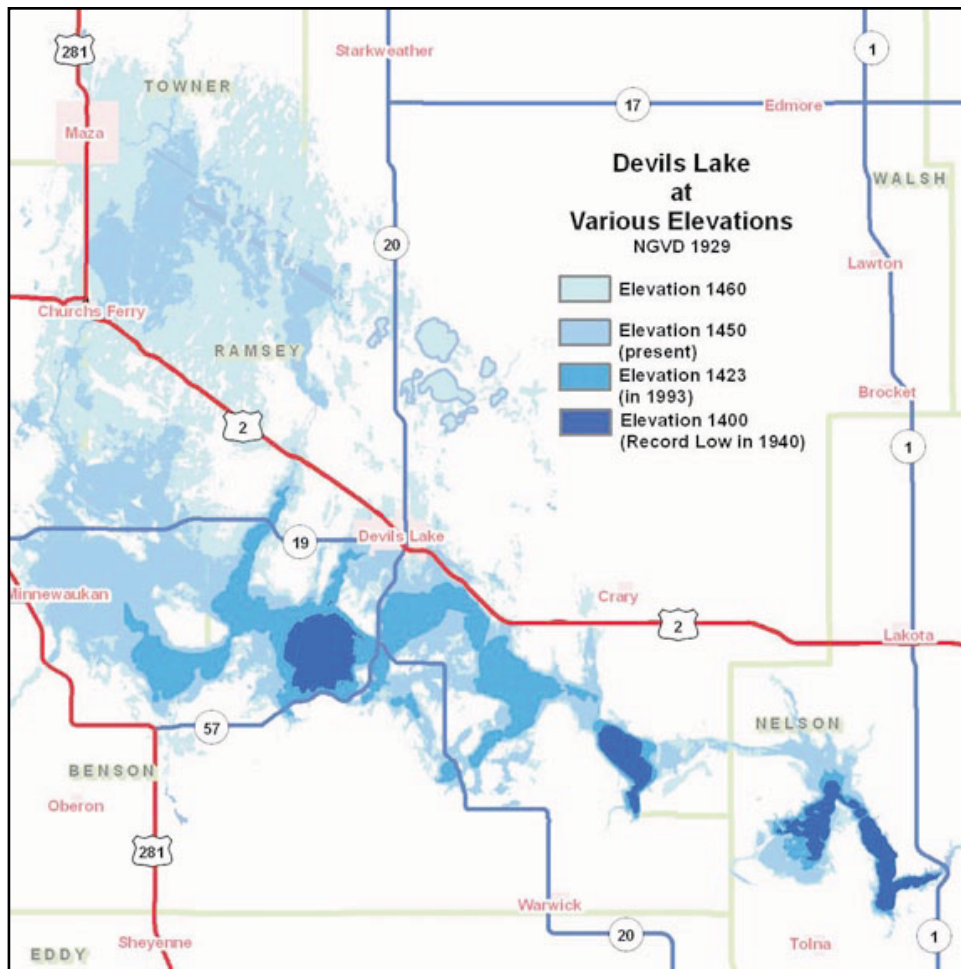 281
Starkweather
1
TOWNER
17
Edmore
Maza
Devils Lake
at
Various Elevations
NGVD 1929
WALSH
20
Lawton
Elevation 1460
Churchs Ferry
Elevation 1450
(present)
RAMSEY
Elevation 1423
(in 1993)
Brocket
Elevation 1400
(Record Low in 1940)
2
1
19
Devils Lake
Minnewaukan
Crary
2
Lakota
57
NELSON
BENSON
Oberon
281
Warwick
20
Sheyenne
Tolna
1
EDDY